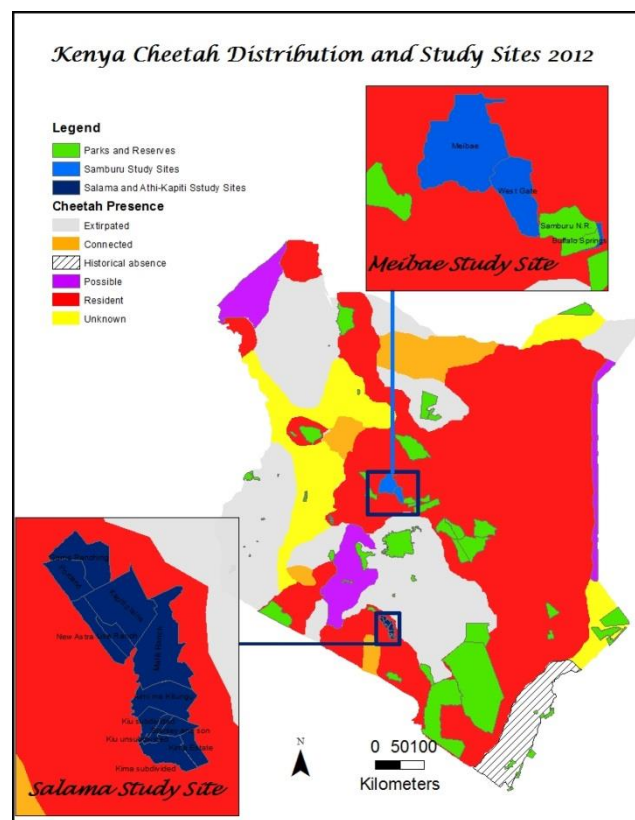 Kenya Cheetah Distribution and Study Sites 2012
Legend
Parks and Reserves
Samburu Study Sites
Salama and Athi-Kapiti Sstudy Sites
Cheetah Presence
Extirpated
Connected
Historical absence
Possible
Resident
Unknown
Meibae
West Gate
Samburu N.R.
Buffalo Springs
Meibae Study Site
New Astra
Kiu
Kima Estate
Kima subdivided
Salama Study Site
N
0 50100
Kilometers